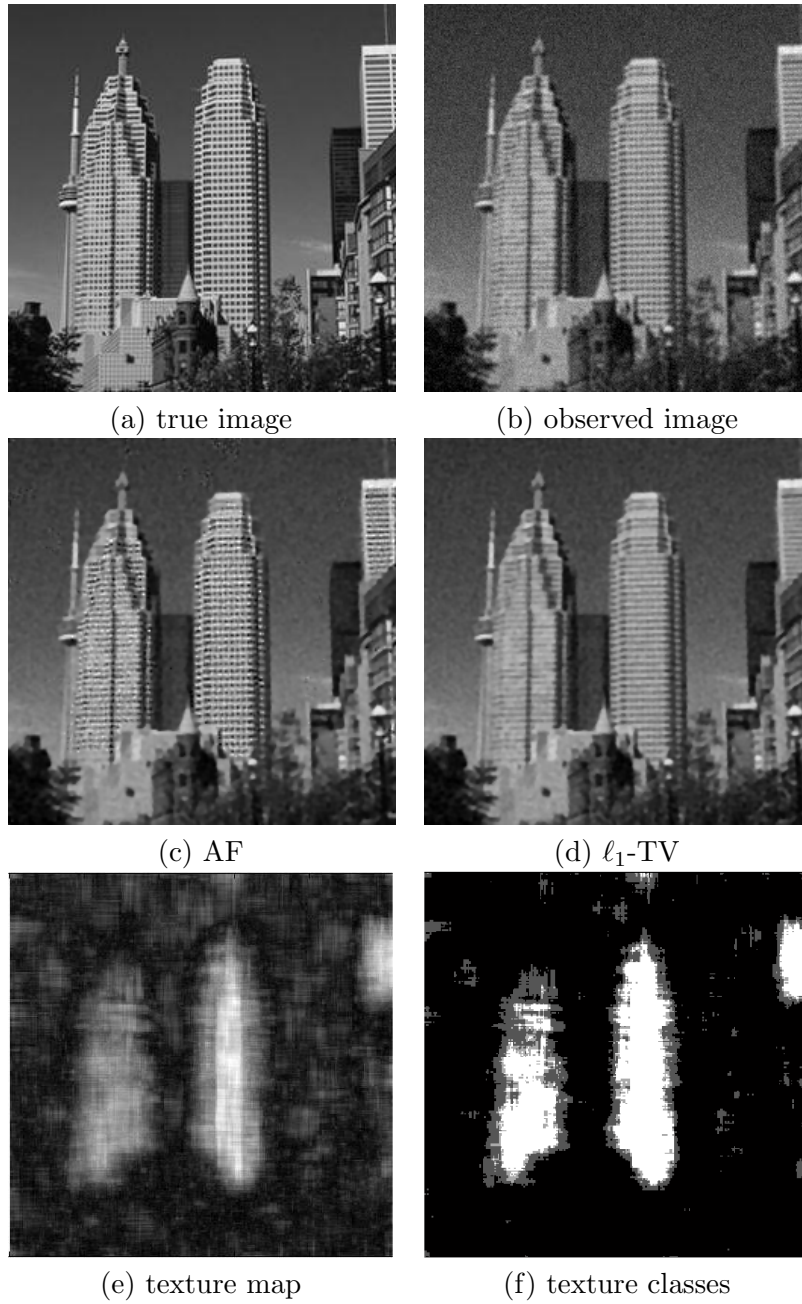 (a) true image
(b) observed image
(c) AF
(d) ℓ₁-TV
(e) texture map
(f) texture classes